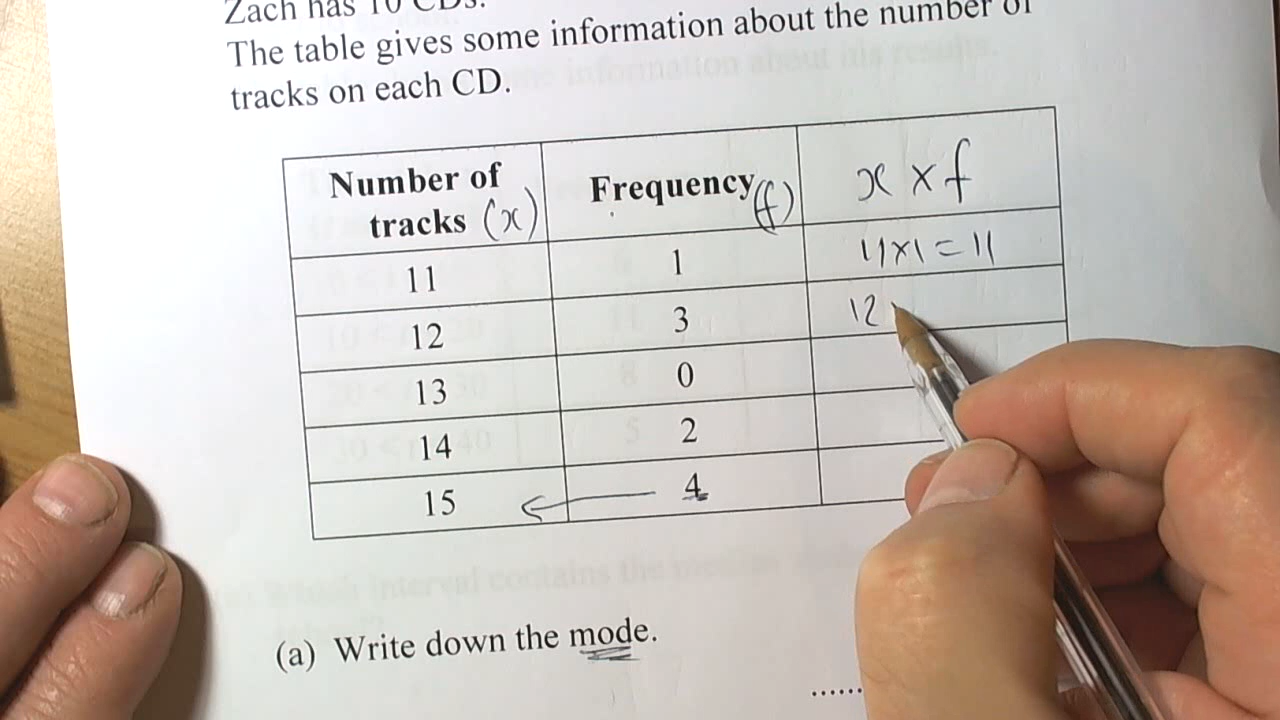 Zach has 10 CDs.
The table gives some information about the number of
tracks on each CD.
Number of tracks (x) Frequency (f) x × f
11 1 11×1=11
12 3 12
13 0
14 2
15 4
(a) Write down the mode.
......